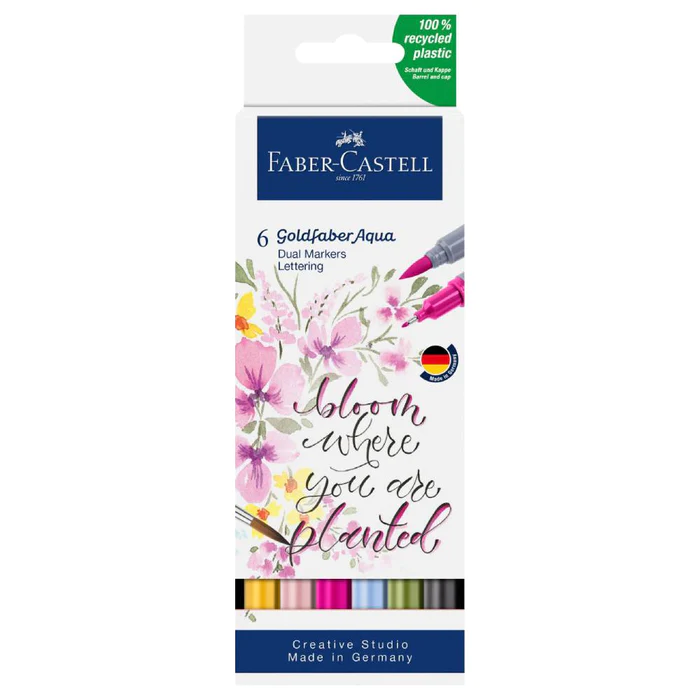 100%
recycled
plastic
Schaft und Kappe
Barrel and cap
FABER-CASTELL
since 1761
6 Goldfaber Aqua
Dual Markers
Lettering
Made in Germany
bloom
where
you are
planted
Creative Studio
Made in Germany